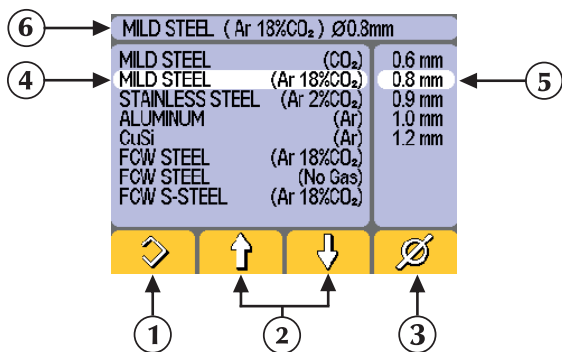 6
MILD STEEL ( Ar 18%CO₂ ) Ø0.8mm
MILD STEEL (CO₂) 0.6 mm
4 MILD STEEL (Ar 18%CO₂) 0.8 mm 5
STAINLESS STEEL (Ar 2%CO₂) 0.9 mm
ALUMINUM (Ar) 1.0 mm
CuSi (Ar) 1.2 mm
FCW STEEL (Ar 18%CO₂)
FCW STEEL (No Gas)
FCW S-STEEL (Ar 18%CO₂)
Ø
1 2 3